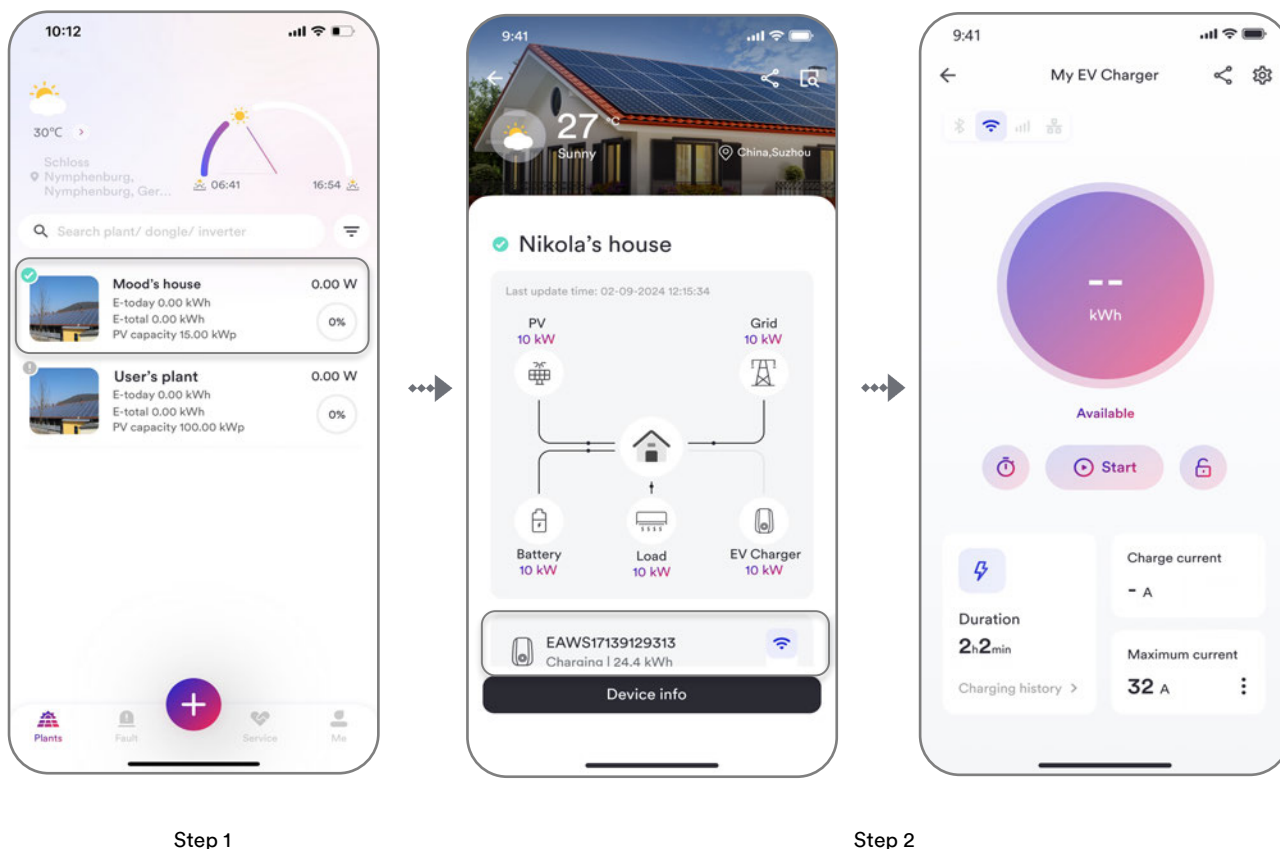 10:12
30°C
Schloss
Nymphenburg,
Nymphenburg, Ger...
06:41
16:54
Search plant/ dongle/ inverter
Mood's house
0.00 W
E-today 0.00 kWh
E-total 0.00 kWh
PV capacity 15.00 kWp
0%
User's plant
0.00 W
E-today 0.00 kWh
E-total 0.00 kWh
PV capacity 100.00 kWp
0%
Plants
Fault
Service
Me
Step 1
9:41
27 °C
Sunny
China,Suzhou
Nikola's house
Last update time: 02-09-2024 12:15:34
PV
10 kW
Grid
10 kW
Battery
10 kW
Load
10 kW
EV Charger
10 kW
EAWS17139129313
Charging | 24.4 kWh
Device info
9:41
My EV Charger
--
kWh
Available
Start
Duration
2h2min
Charging history >
Charge current
- A
Maximum current
32 A
Step 2